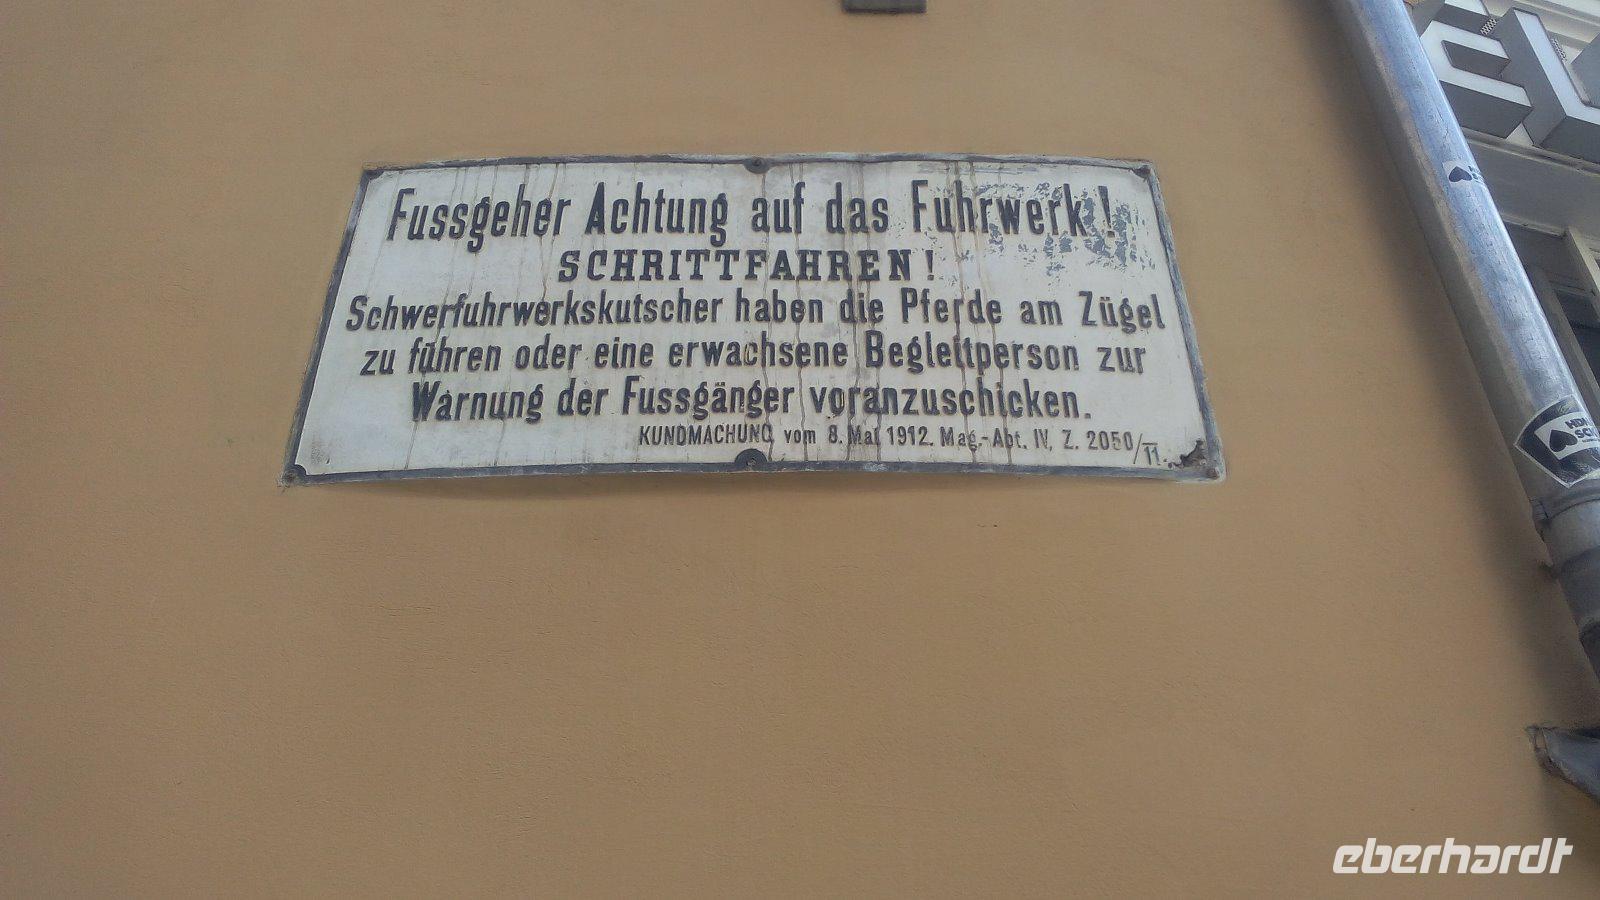 Fussgeher Achtung auf das Fuhrwerk!
SCHRITTFAHREN!
Schwerfuhrwerkskutscher haben die Pferde am Zügel
zu führen oder eine erwachsene Begleitperson zur
Warnung der Fussgänger voranzuschicken.
KUNDMACHUNG vom 8. Mai 1912. Mag.-Abt. IV, Z. 2050/11.
eberhardt